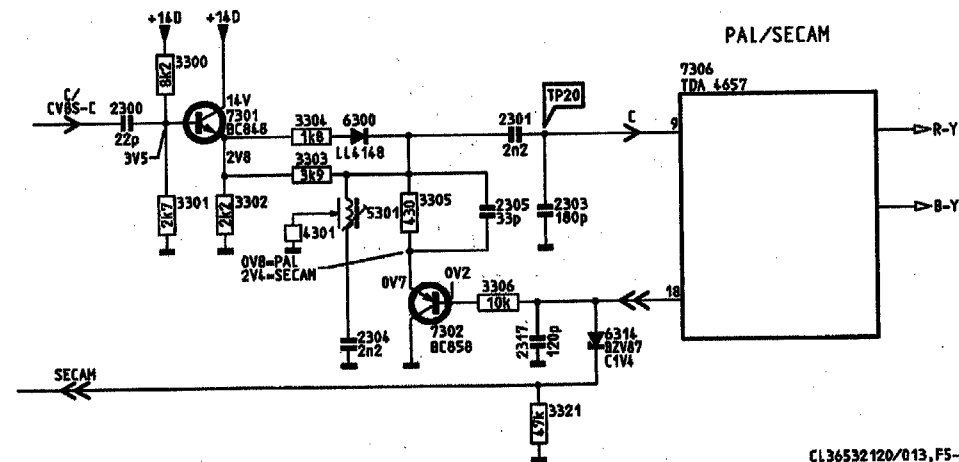 +14D +14D
PAL/SECAM
3300
8k2
7306
TDA 4657
C/
CVBS-C
2300
22p
14V
7301
BC848
3304
1k8
6300
LL4148
2301
2n2
TP20
C
9
R-Y
3V5
2V8
3303
3k9
3301
2k7
3302
2k2
S301
4301
3305
430
2305
33p
2303
180p
B-Y
0V8=PAL
2V4=SECAM
0V7
0V2
3306
10k
18
7302
BC858
2304
2n2
2317
120p
6314
BZV87
C1V4
SECAM
3321
47k
CL36532120/013,F5-